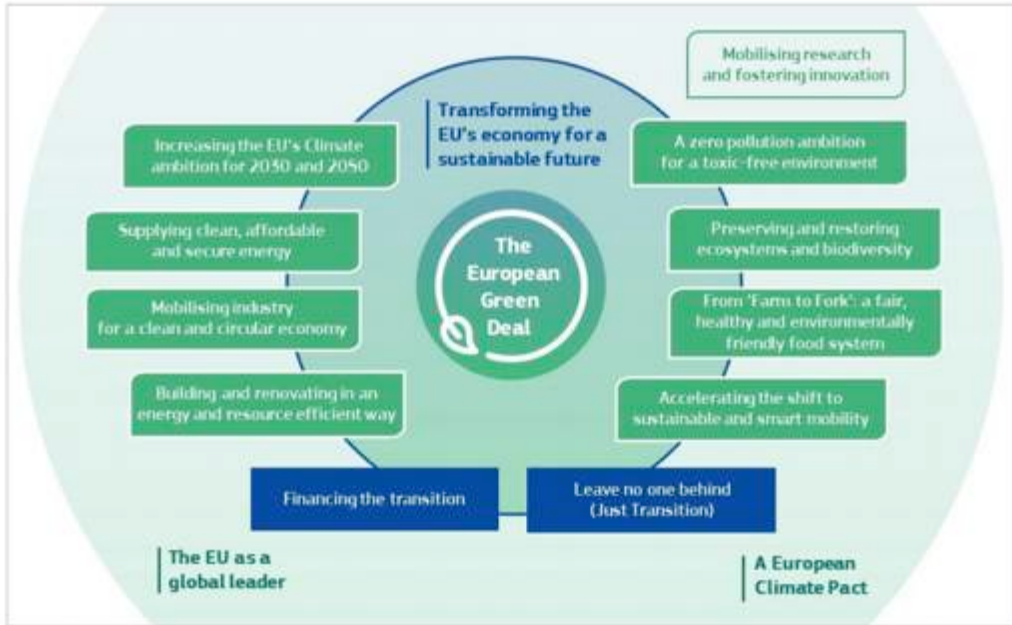 Mobilising research
and fostering innovation
Transforming the
EU's economy for a
sustainable future
Increasing the EU's Climate
ambition for 2030 and 2050
A zero pollution ambition
for a toxic-free environment
Supplying clean, affordable
and secure energy
Preserving and restoring
ecosystems and biodiversity
The
European
Green
Deal
Mobilising industry
for a clean and circular economy
From 'Farm to Fork': a fair,
healthy and environmentally
friendly food system
Building and renovating in an
energy and resource efficient way
Accelerating the shift to
sustainable and smart mobility
Financing the transition
Leave no one behind
(Just Transition)
The EU as a
global leader
A European
Climate Pact